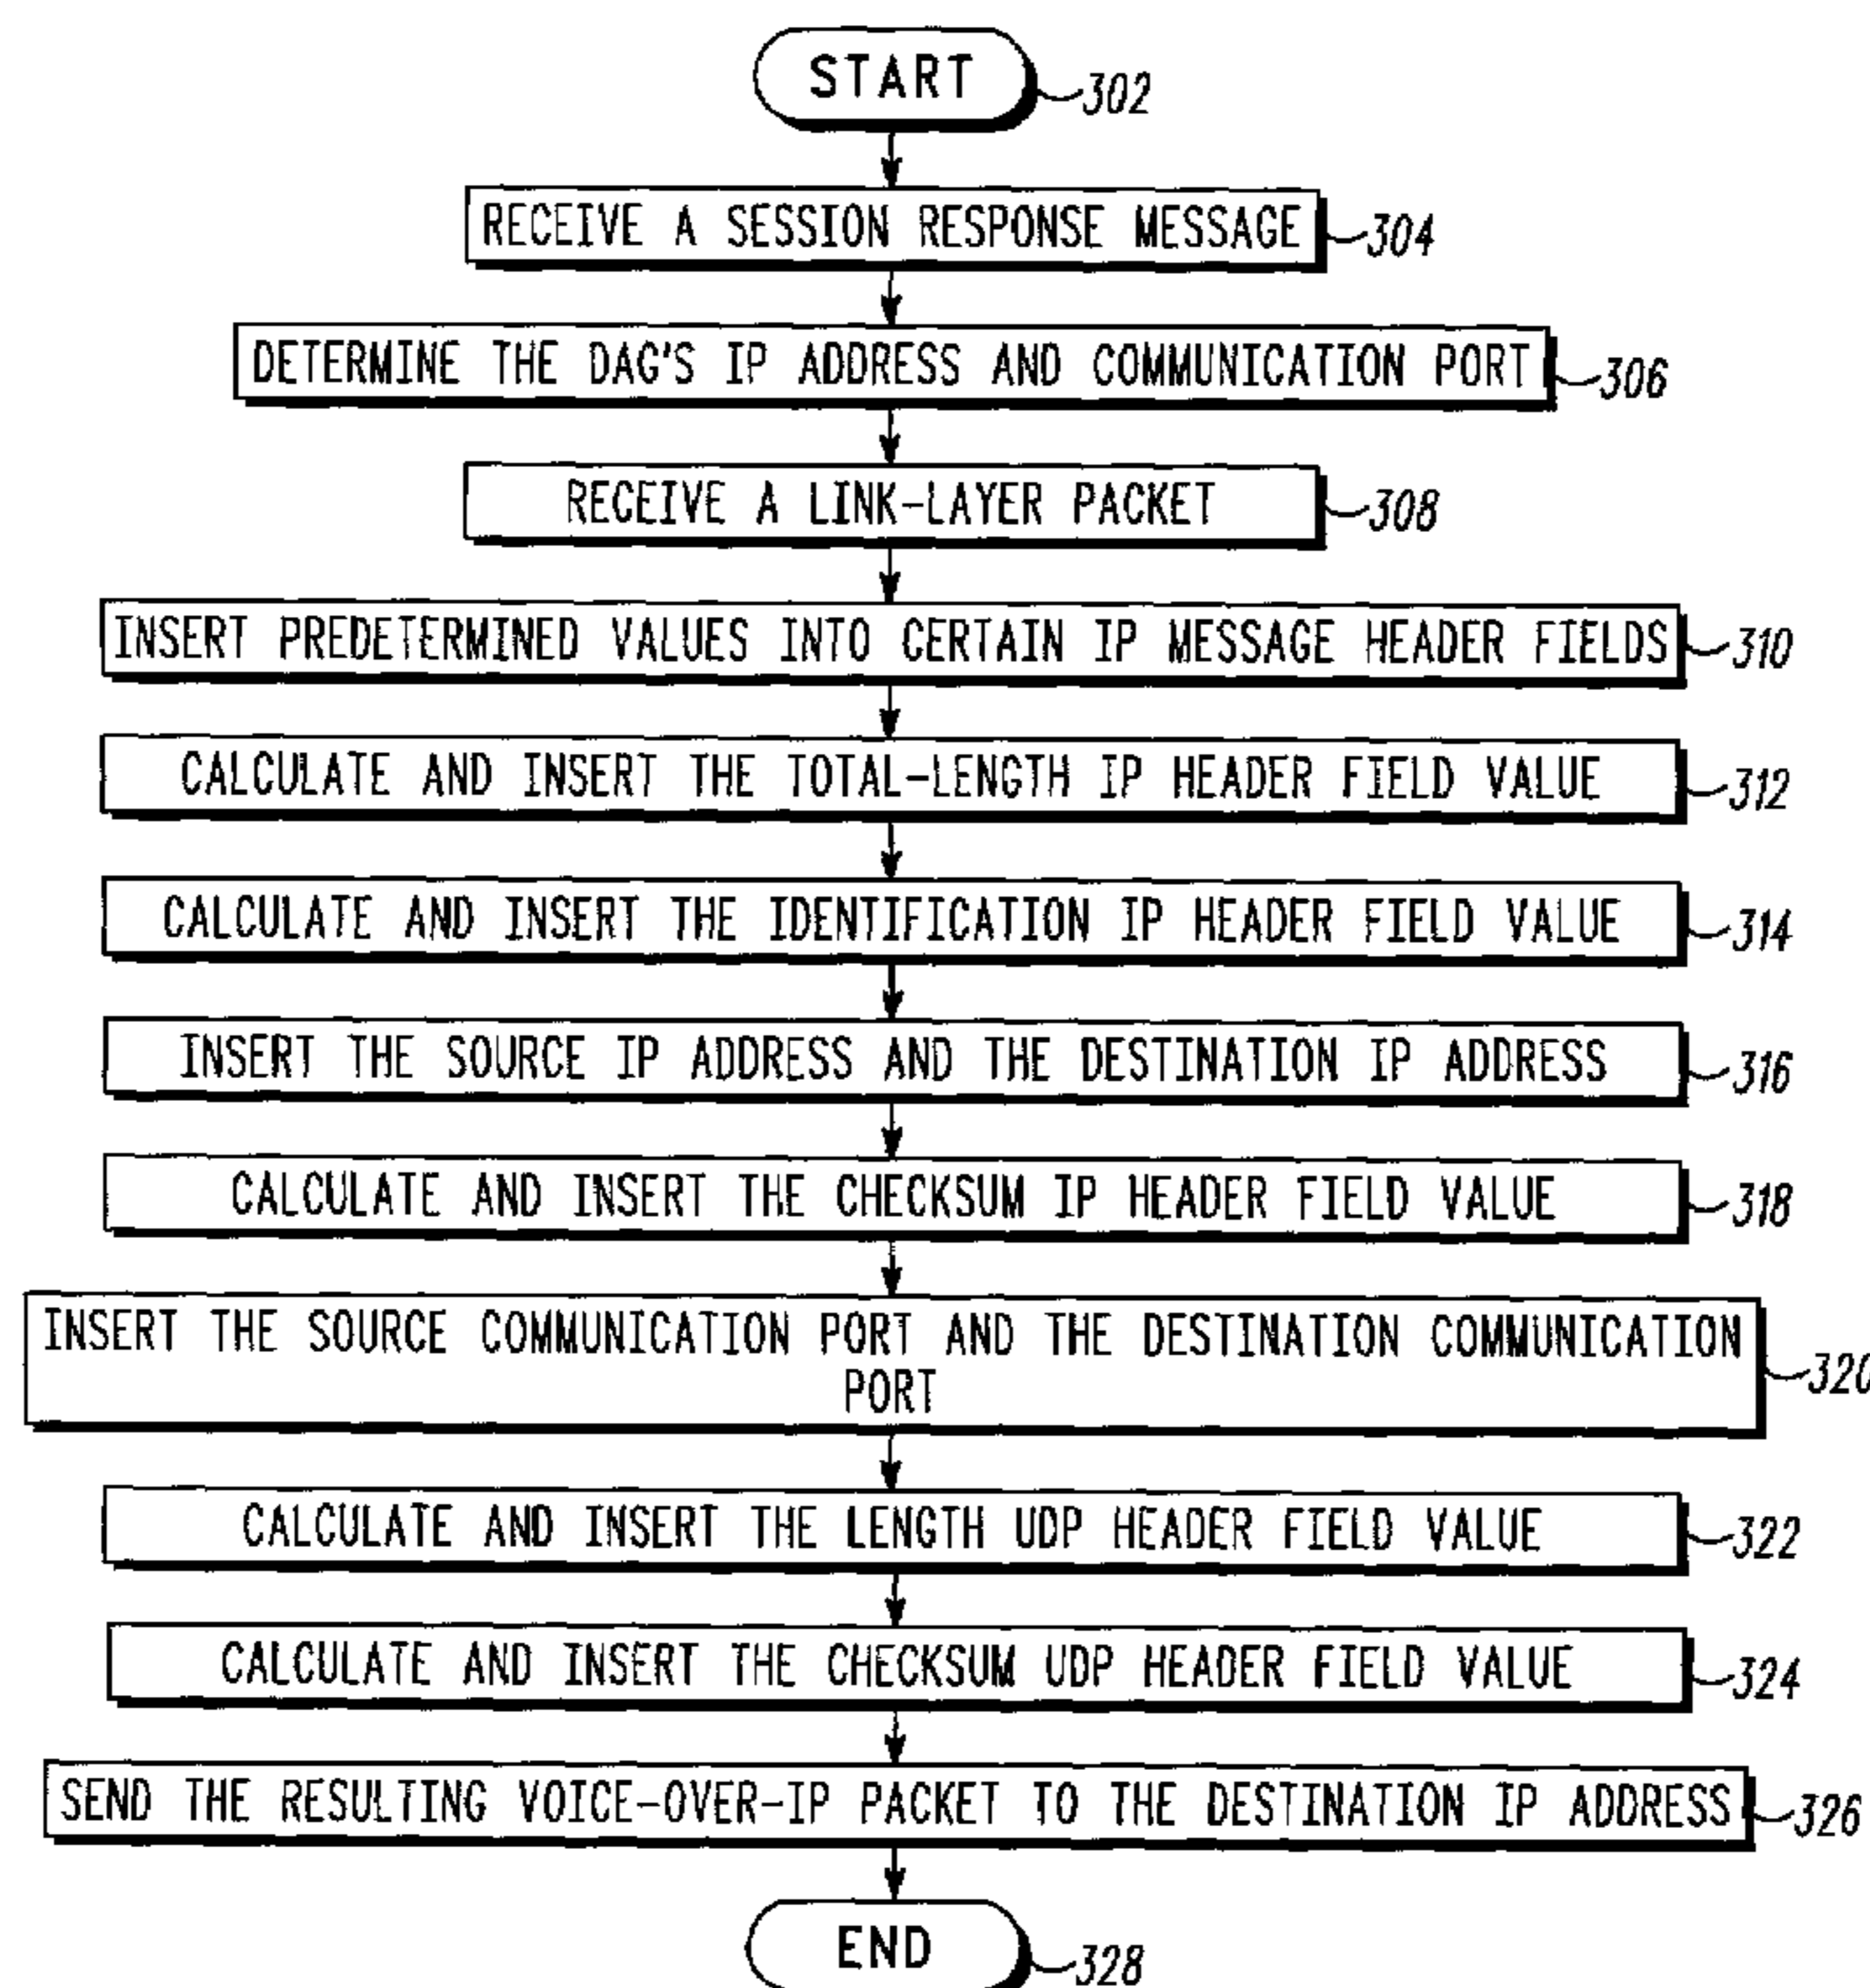 START
302
RECEIVE A SESSION RESPONSE MESSAGE
304
DETERMINE THE DAG'S IP ADDRESS AND COMMUNICATION PORT
306
RECEIVE A LINK-LAYER PACKET
308
INSERT PREDETERMINED VALUES INTO CERTAIN IP MESSAGE HEADER FIELDS
310
CALCULATE AND INSERT THE TOTAL-LENGTH IP HEADER FIELD VALUE
312
CALCULATE AND INSERT THE IDENTIFICATION IP HEADER FIELD VALUE
314
INSERT THE SOURCE IP ADDRESS AND THE DESTINATION IP ADDRESS
316
CALCULATE AND INSERT THE CHECKSUM IP HEADER FIELD VALUE
318
INSERT THE SOURCE COMMUNICATION PORT AND THE DESTINATION COMMUNICATION
PORT
320
CALCULATE AND INSERT THE LENGTH UDP HEADER FIELD VALUE
322
CALCULATE AND INSERT THE CHECKSUM UDP HEADER FIELD VALUE
324
SEND THE RESULTING VOICE-OVER-IP PACKET TO THE DESTINATION IP ADDRESS
326
END
328